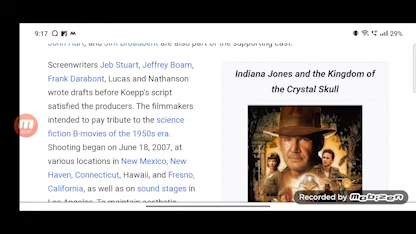 9:17
29%
John Hurt, and Jim Broadbent are also part of the supporting cast.
Screenwriters Jeb Stuart, Jeffrey Boam,
Frank Darabont, Lucas and Nathanson
wrote drafts before Koepp's script
satisfied the producers. The filmmakers
intended to pay tribute to the science
fiction B-movies of the 1950s era.
Shooting began on June 18, 2007, at
various locations in New Mexico, New
Haven, Connecticut, Hawaii, and Fresno,
California, as well as on sound stages in
Los Angeles. To maintain aesthetic
Indiana Jones and the Kingdom of
the Crystal Skull
Recorded by Mobizen